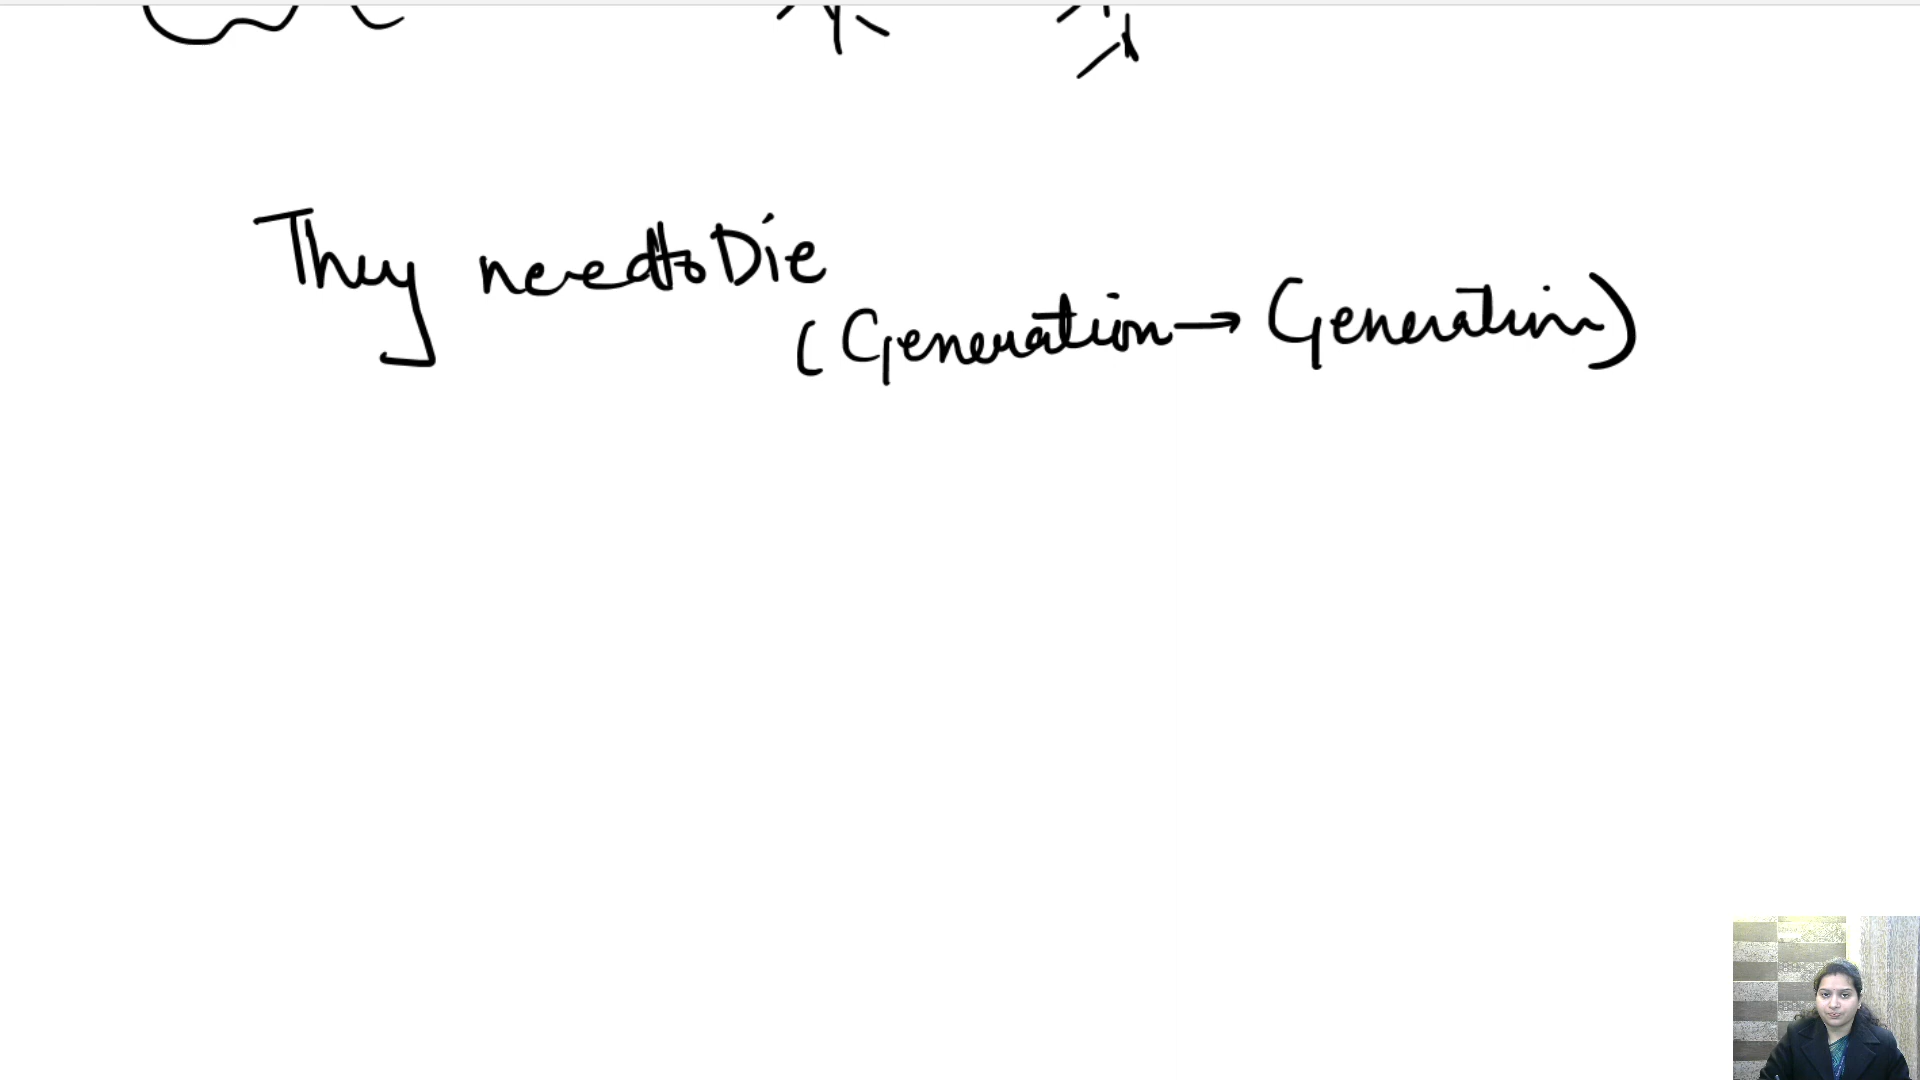 They need to Die
(Generation → Generation)